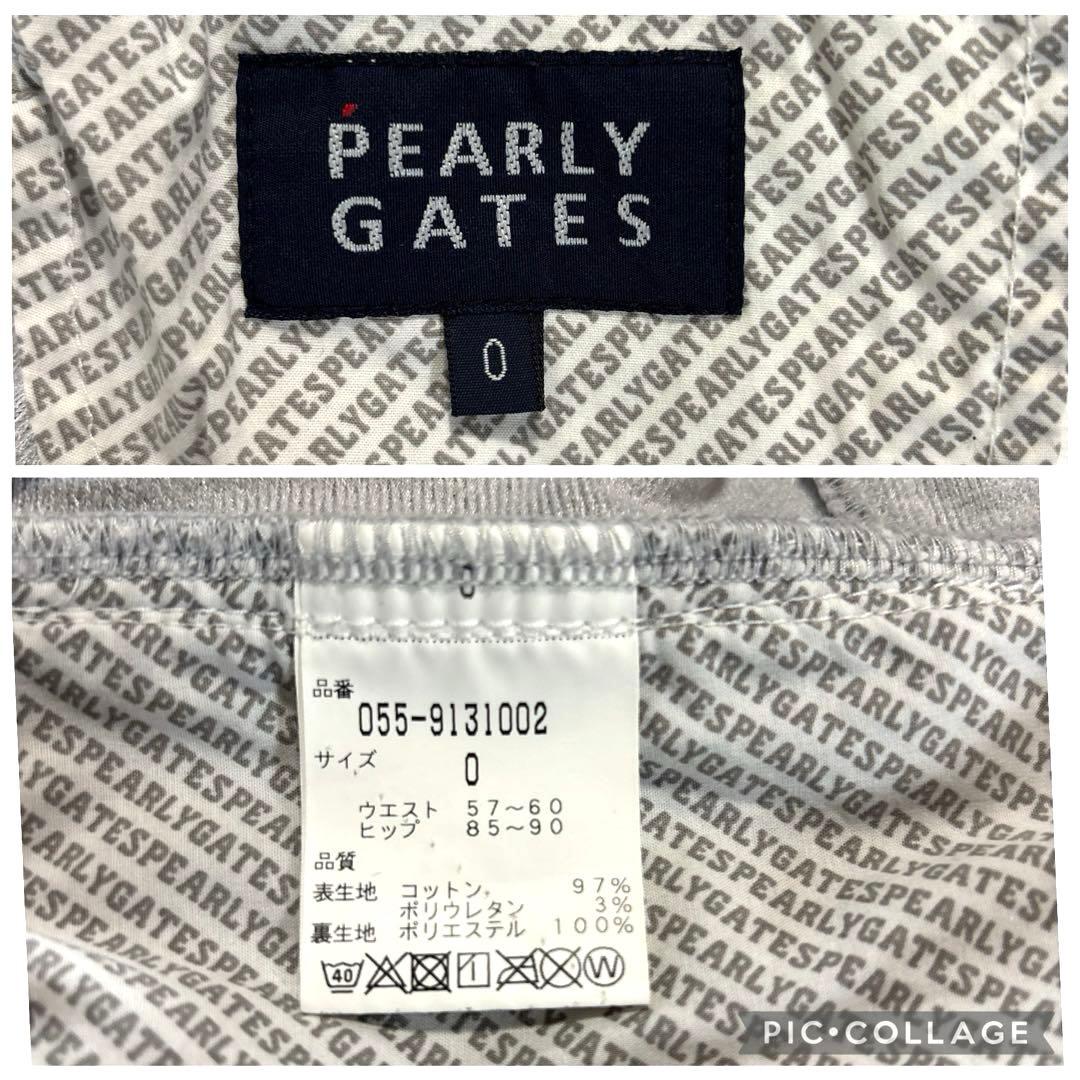 PEARLY
GATES
0
品番
055-9131002
サイズ
0
ウエスト 57～60
ヒップ 85～90
品質
表生地 コットン 97%
ポリウレタン 3%
裏生地 ポリエステル 100%
40
W
PIC•COLLAGE